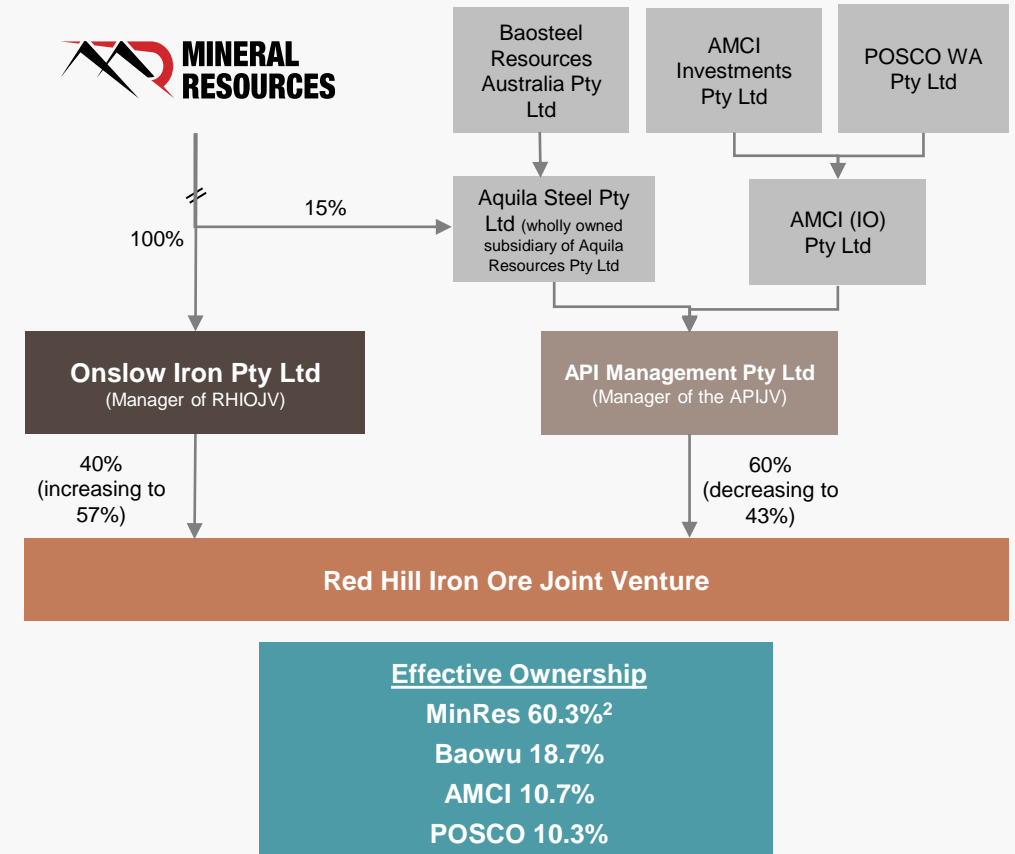 MINERAL
RESOURCES
Baosteel
Resources
Australia Pty
Ltd
AMCI
Investments
Pty Ltd
POSCO WA
Pty Ltd
15%
100%
Aquila Steel Pty
Ltd (wholly owned
subsidiary of Aquila
Resources Pty Ltd
AMCI (IO)
Pty Ltd
Onslow Iron Pty Ltd
(Manager of RHIOJV)
API Management Pty Ltd
(Manager of the APIJV)
40%
(increasing to
57%)
60%
(decreasing to
43%)
Red Hill Iron Ore Joint Venture
Effective Ownership
MinRes 60.3%²
Baowu 18.7%
AMCI 10.7%
POSCO 10.3%